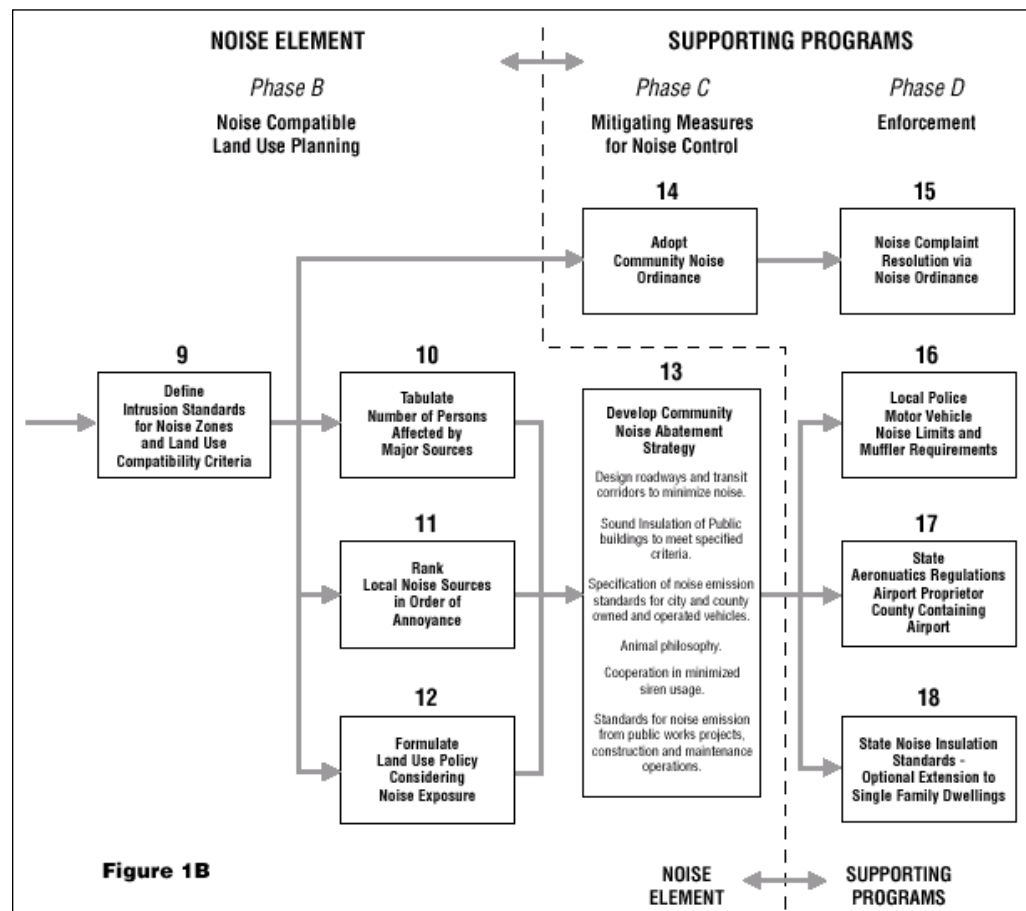 NOISE ELEMENT
SUPPORTING PROGRAMS
Phase B
Noise Compatible
Land Use Planning
Phase C
Mitigating Measures
for Noise Control
Phase D
Enforcement
14
Adopt
Community Noise
Ordinance
15
Noise Complaint
Resolution via
Noise Ordinance
9
Define
Intrusion Standards
for Noise Zones
and Land Use
Compatibility Criteria
10
Tabulate
Number of Persons
Affected by
Major Sources
11
Rank
Local Noise Sources
in Order of
Annoyance
12
Formulate
Land Use Policy
Considering
Noise Exposure
13
Develop Community
Noise Abatement
Strategy
Design roadways and transit
corridors to minimize noise.
Sound Insulation of Public
buildings to meet specified
criteria.
Specification of noise emission
standards for city and county
owned and operated vehicles.
Animal philosophy.
Cooperation in minimized
siren usage.
Standards for noise emission
from public works projects,
construction and maintenance
operations.
16
Local Police
Motor Vehicle
Noise Limits and
Muffler Requirements
17
State
Aeronuatics Regulations
Airport Proprietor
County Containing
Airport
18
State Noise Insulation
Standards -
Optional Extension to
Single Family Dwellings
Figure 1B
NOISE
ELEMENT
SUPPORTING
PROGRAMS